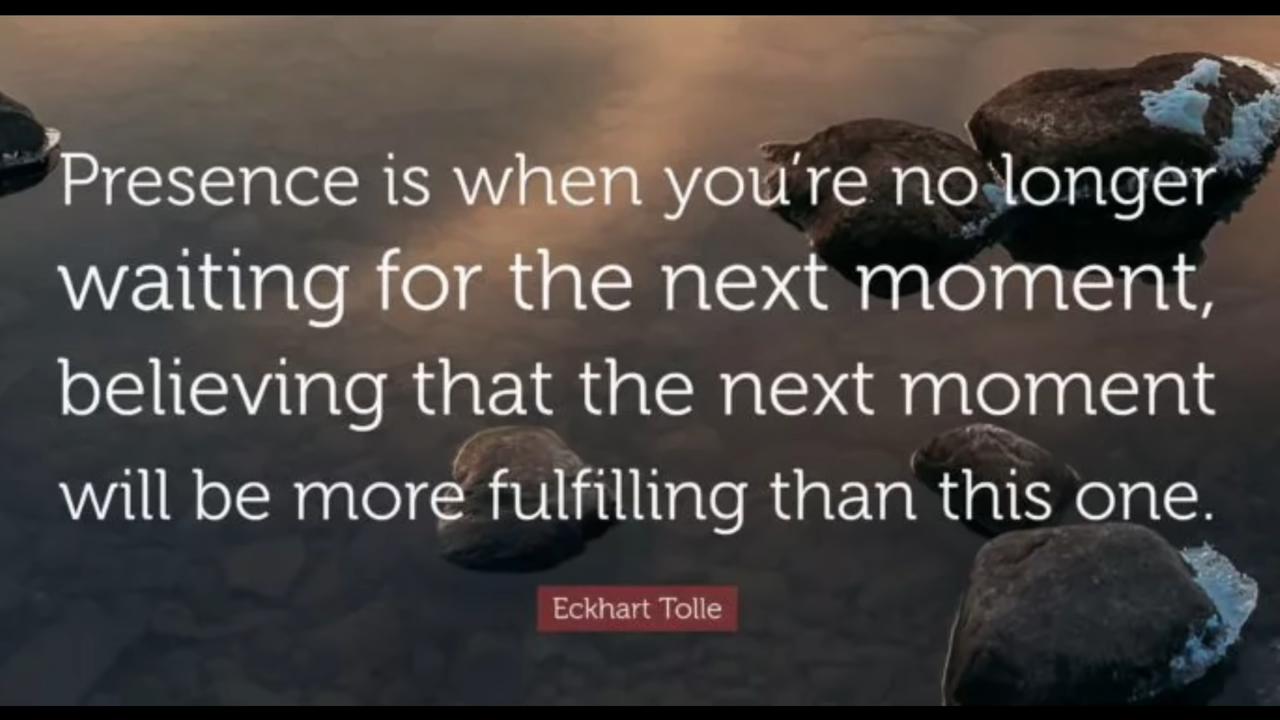 Presence is when you're no longer
waiting for the next moment,
believing that the next moment
will be more fulfilling than this one.
Eckhart Tolle